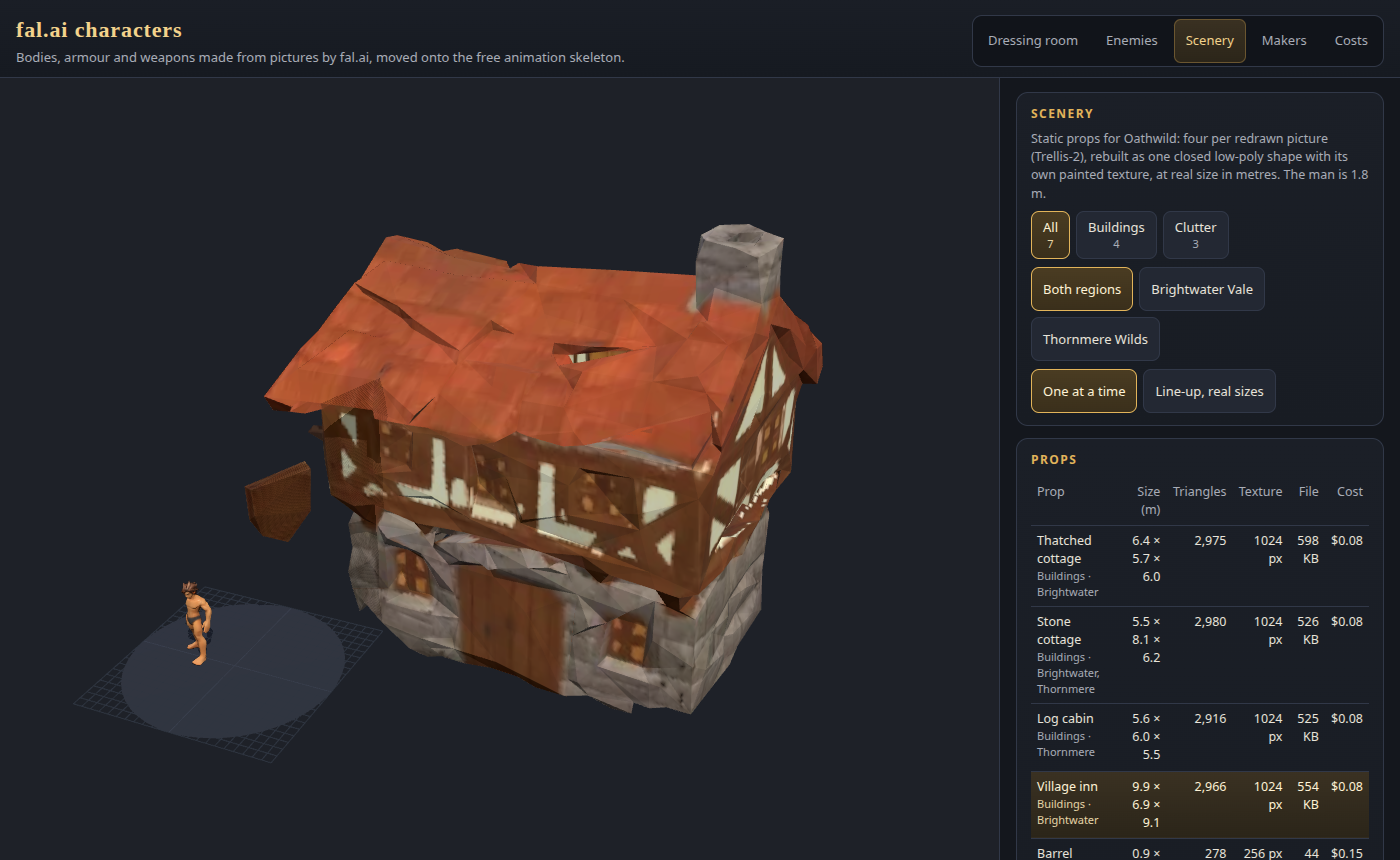 fal.ai characters
Bodies, armour and weapons made from pictures by fal.ai, moved onto the free animation skeleton.
Dressing room
Enemies
Scenery
Makers
Costs
SCENERY
Static props for Oathwild: four per redrawn picture
(Trellis-2), rebuilt as one closed low-poly shape with its
own painted texture, at real size in metres. The man is 1.8
m.
All
7
Buildings
4
Clutter
3
Both regions
Brightwater Vale
Thornmere Wilds
One at a time
Line-up, real sizes
PROPS
Prop Size (m) Triangles Texture File Cost
Thatched cottage
Buildings · Brightwater
6.4 × 5.7 × 6.0
2,975
1024 px
598 KB
$0.08
Stone cottage
Buildings · Brightwater, Thornmere
5.5 × 8.1 × 6.2
2,980
1024 px
526 KB
$0.08
Log cabin
Buildings · Thornmere
5.6 × 6.0 × 5.5
2,916
1024 px
525 KB
$0.08
Village inn
Buildings · Brightwater
9.9 × 6.9 × 9.1
2,966
1024 px
554 KB
$0.08
Barrel
0.9 ×
278
256 px
44
$0.15